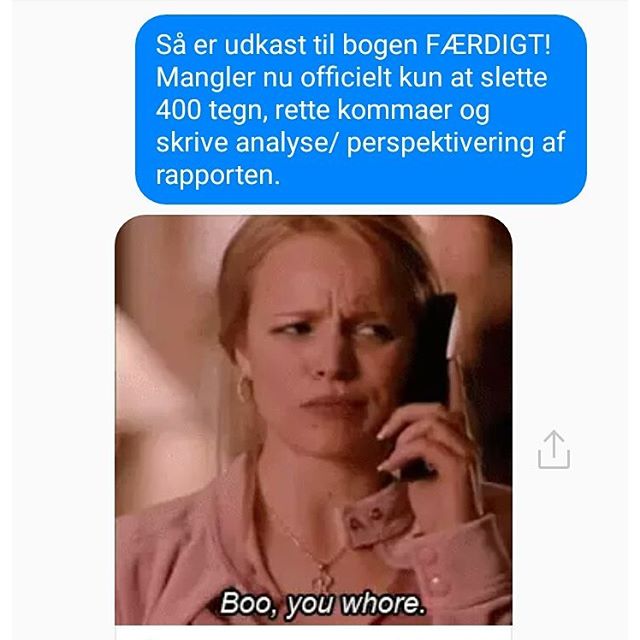 Så er udkast til bogen FÆRDIGT!
Mangler nu officielt kun at slette
400 tegn, rette kommaer og
skrive analyse/ perspektivering af
rapporten.
Boo, you whore.